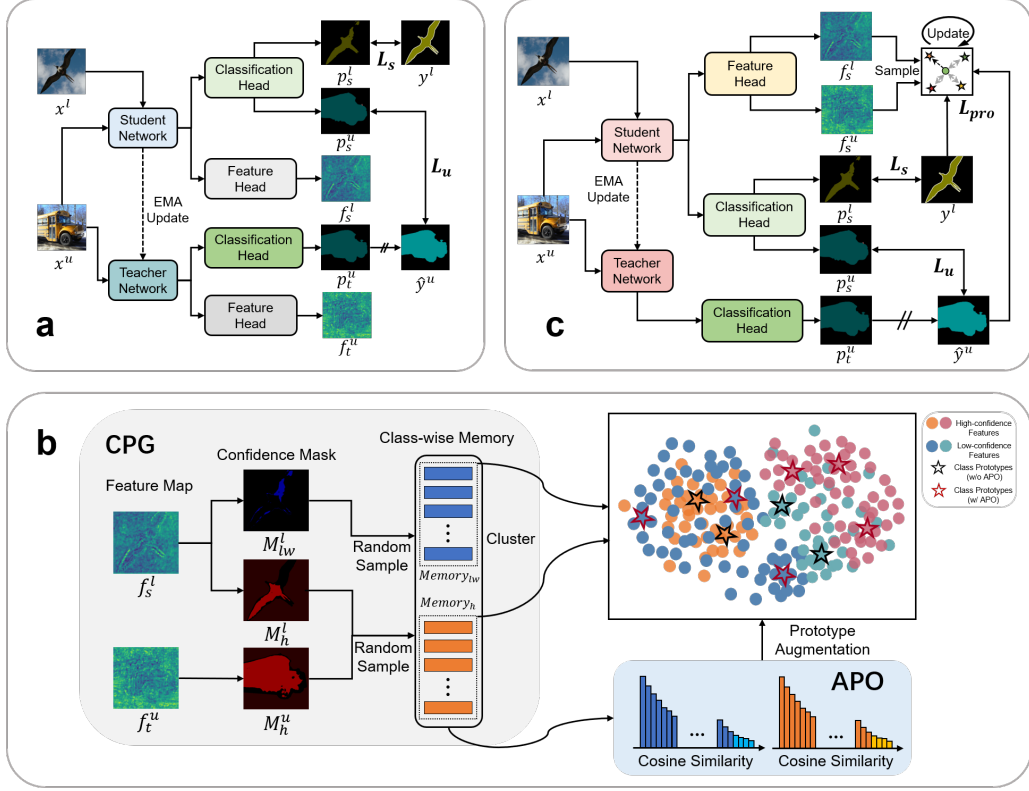 x^l
x^u
Student
Network
EMA
Update
Teacher
Network
Classification
Head
Feature
Head
Classification
Head
Feature
Head
p_s^l
L_s
y^l
p_s^u
f_s^l
L_u
p_t^u
ŷ^u
f_t^u
a
x^l
x^u
Student
Network
EMA
Update
Teacher
Network
Feature
Head
Classification
Head
Classification
Head
f_s^l
Sample
Update
f_s^u
L_pro
p_s^l
L_s
y^l
p_s^u
L_u
p_t^u
ŷ^u
c
b
CPG
Feature Map
Confidence Mask
Class-wise Memory
f_s^l
M_lw^l
M_h^l
f_t^u
M_h^u
Random
Sample
Random
Sample
Memory_lw
Memory_h
Cluster
High-confidence
Features
Low-confidence
Features
Class Prototypes
(w/o APO)
Class Prototypes
(w/ APO)
Prototype
Augmentation
APO
...
Cosine Similarity
...
Cosine Similarity